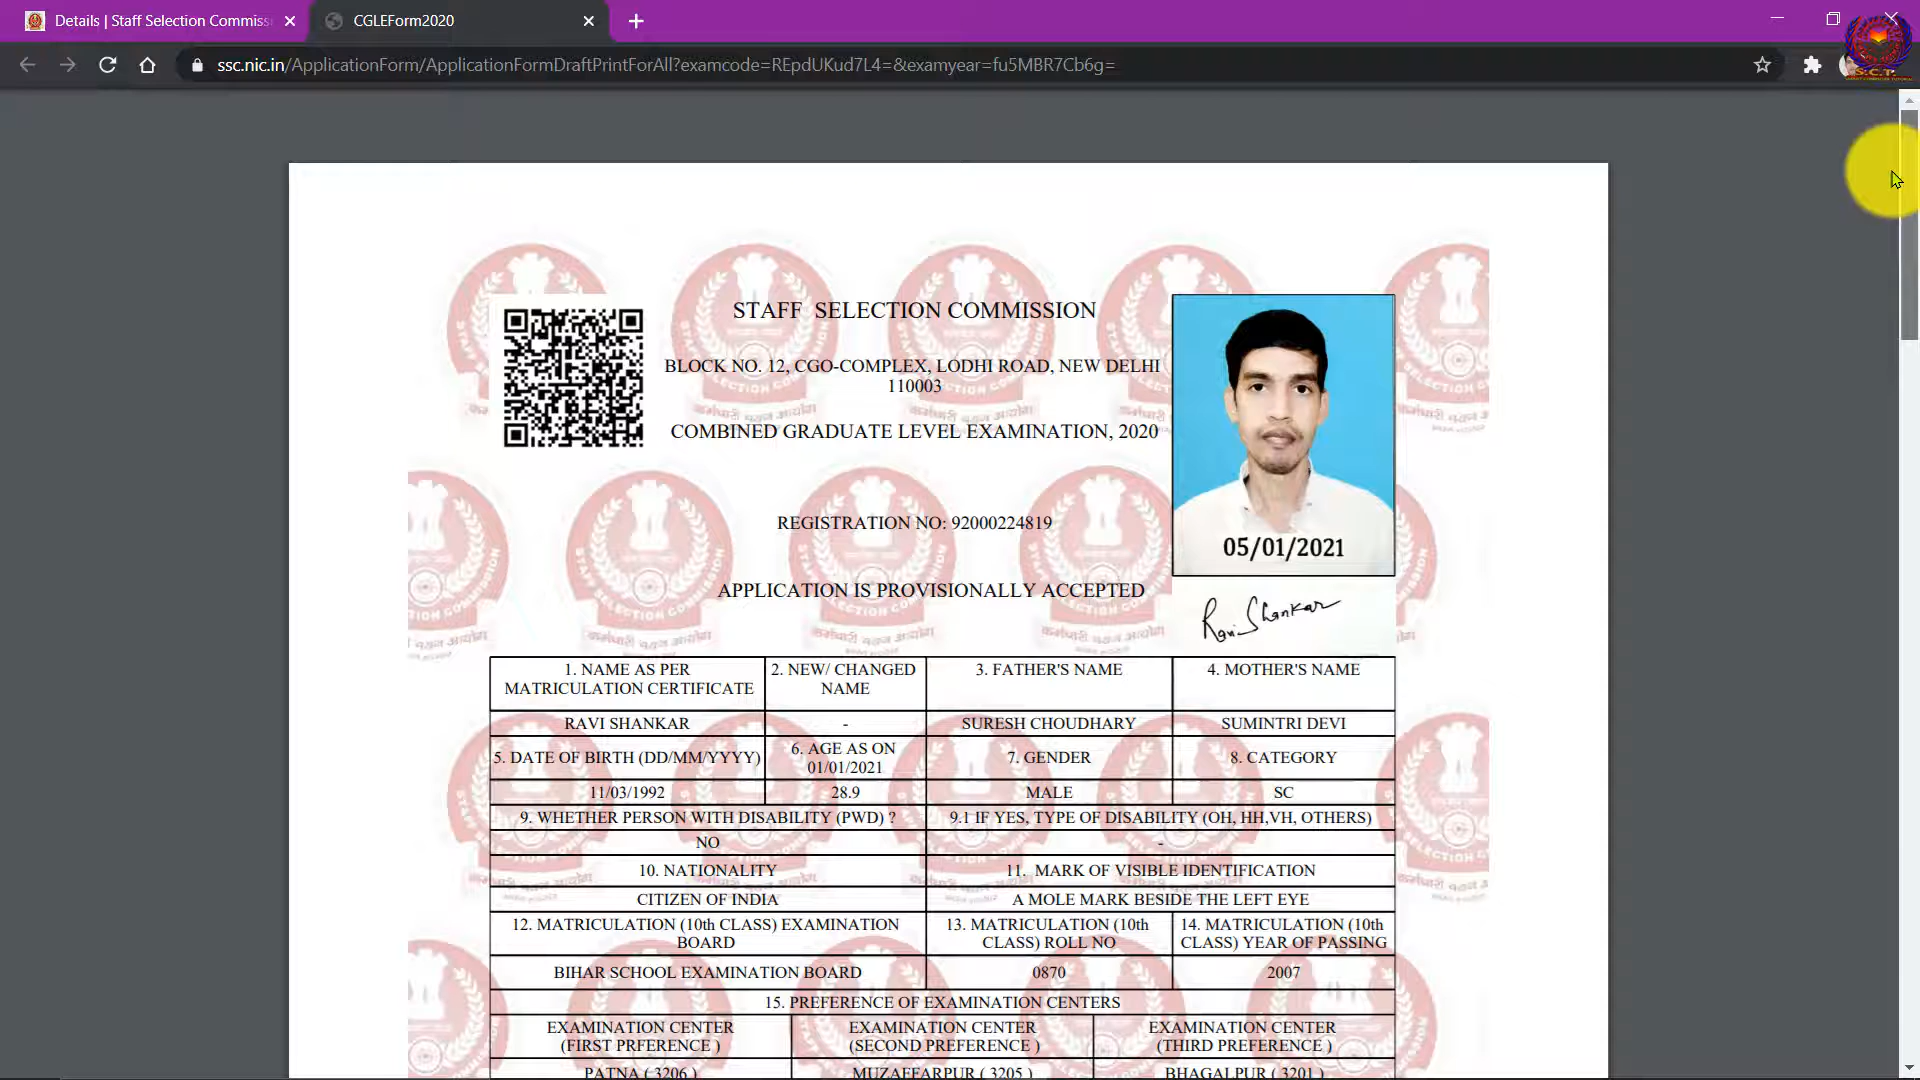 Details | Staff Selection Commiss
CGLEForm2020
ssc.nic.in/ApplicationForm/ApplicationFormDraftPrintForAll?examcode=REpdUKud7L4=&examyear=fu5MBR7Cb6g=
S.C.T.
STAFF SELECTION COMMISSION
BLOCK NO. 12, CGO-COMPLEX, LODHI ROAD, NEW DELHI
110003
COMBINED GRADUATE LEVEL EXAMINATION, 2020
REGISTRATION NO: 92000224819
APPLICATION IS PROVISIONALLY ACCEPTED
05/01/2021
Ravi Shankar
1. NAME AS PER MATRICULATION CERTIFICATE
2. NEW/ CHANGED NAME
3. FATHER'S NAME
4. MOTHER'S NAME
RAVI SHANKAR
-
SURESH CHOUDHARY
SUMINTRI DEVI
5. DATE OF BIRTH (DD/MM/YYYY)
6. AGE AS ON 01/01/2021
7. GENDER
8. CATEGORY
11/03/1992
28.9
MALE
SC
9. WHETHER PERSON WITH DISABILITY (PWD) ?
9.1 IF YES, TYPE OF DISABILITY (OH, HH,VH, OTHERS)
NO
-
10. NATIONALITY
11. MARK OF VISIBLE IDENTIFICATION
CITIZEN OF INDIA
A MOLE MARK BESIDE THE LEFT EYE
12. MATRICULATION (10th CLASS) EXAMINATION BOARD
13. MATRICULATION (10th CLASS) ROLL NO
14. MATRICULATION (10th CLASS) YEAR OF PASSING
BIHAR SCHOOL EXAMINATION BOARD
0870
2007
15. PREFERENCE OF EXAMINATION CENTERS
EXAMINATION CENTER (FIRST PRFERENCE )
EXAMINATION CENTER (SECOND PREFERENCE )
EXAMINATION CENTER (THIRD PREFERENCE )
PATNA ( 3206 )
MUZAFFARPUR ( 3205 )
BHAGALPUR ( 3201 )